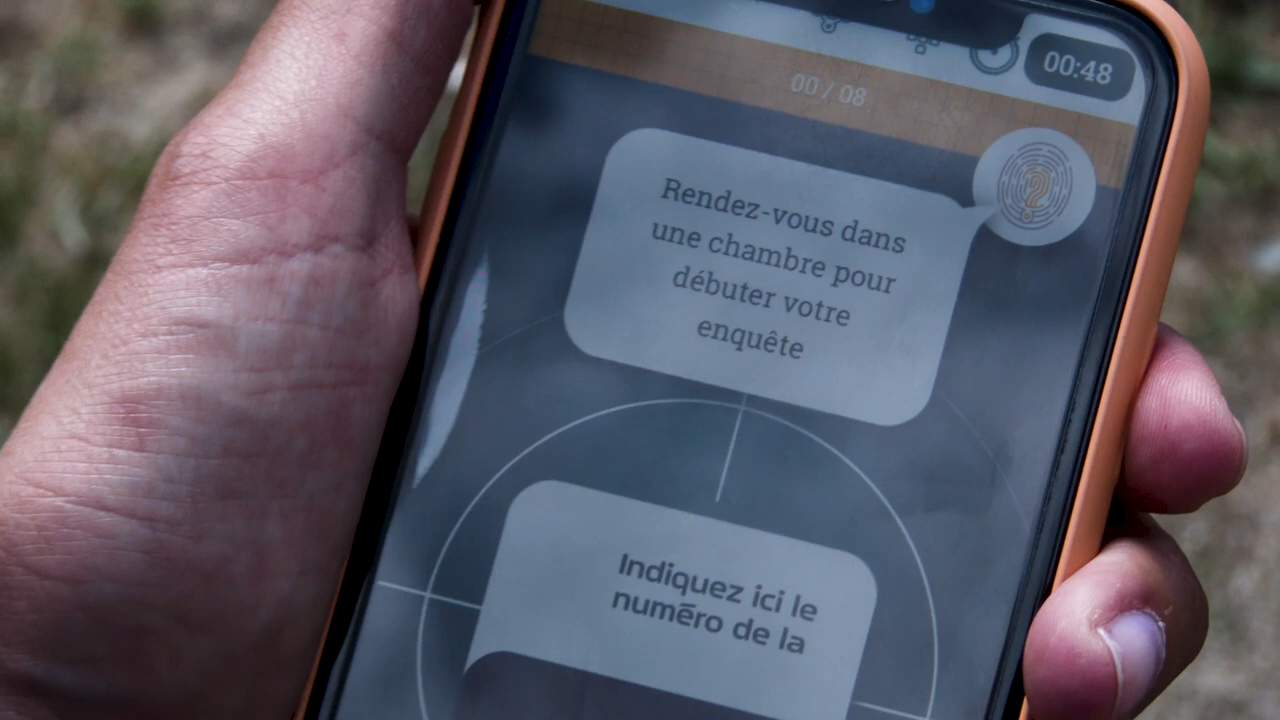 00:48
00 / 08
Rendez-vous dans
une chambre pour
débuter votre
enquête
Indiquez ici le
numéro de la